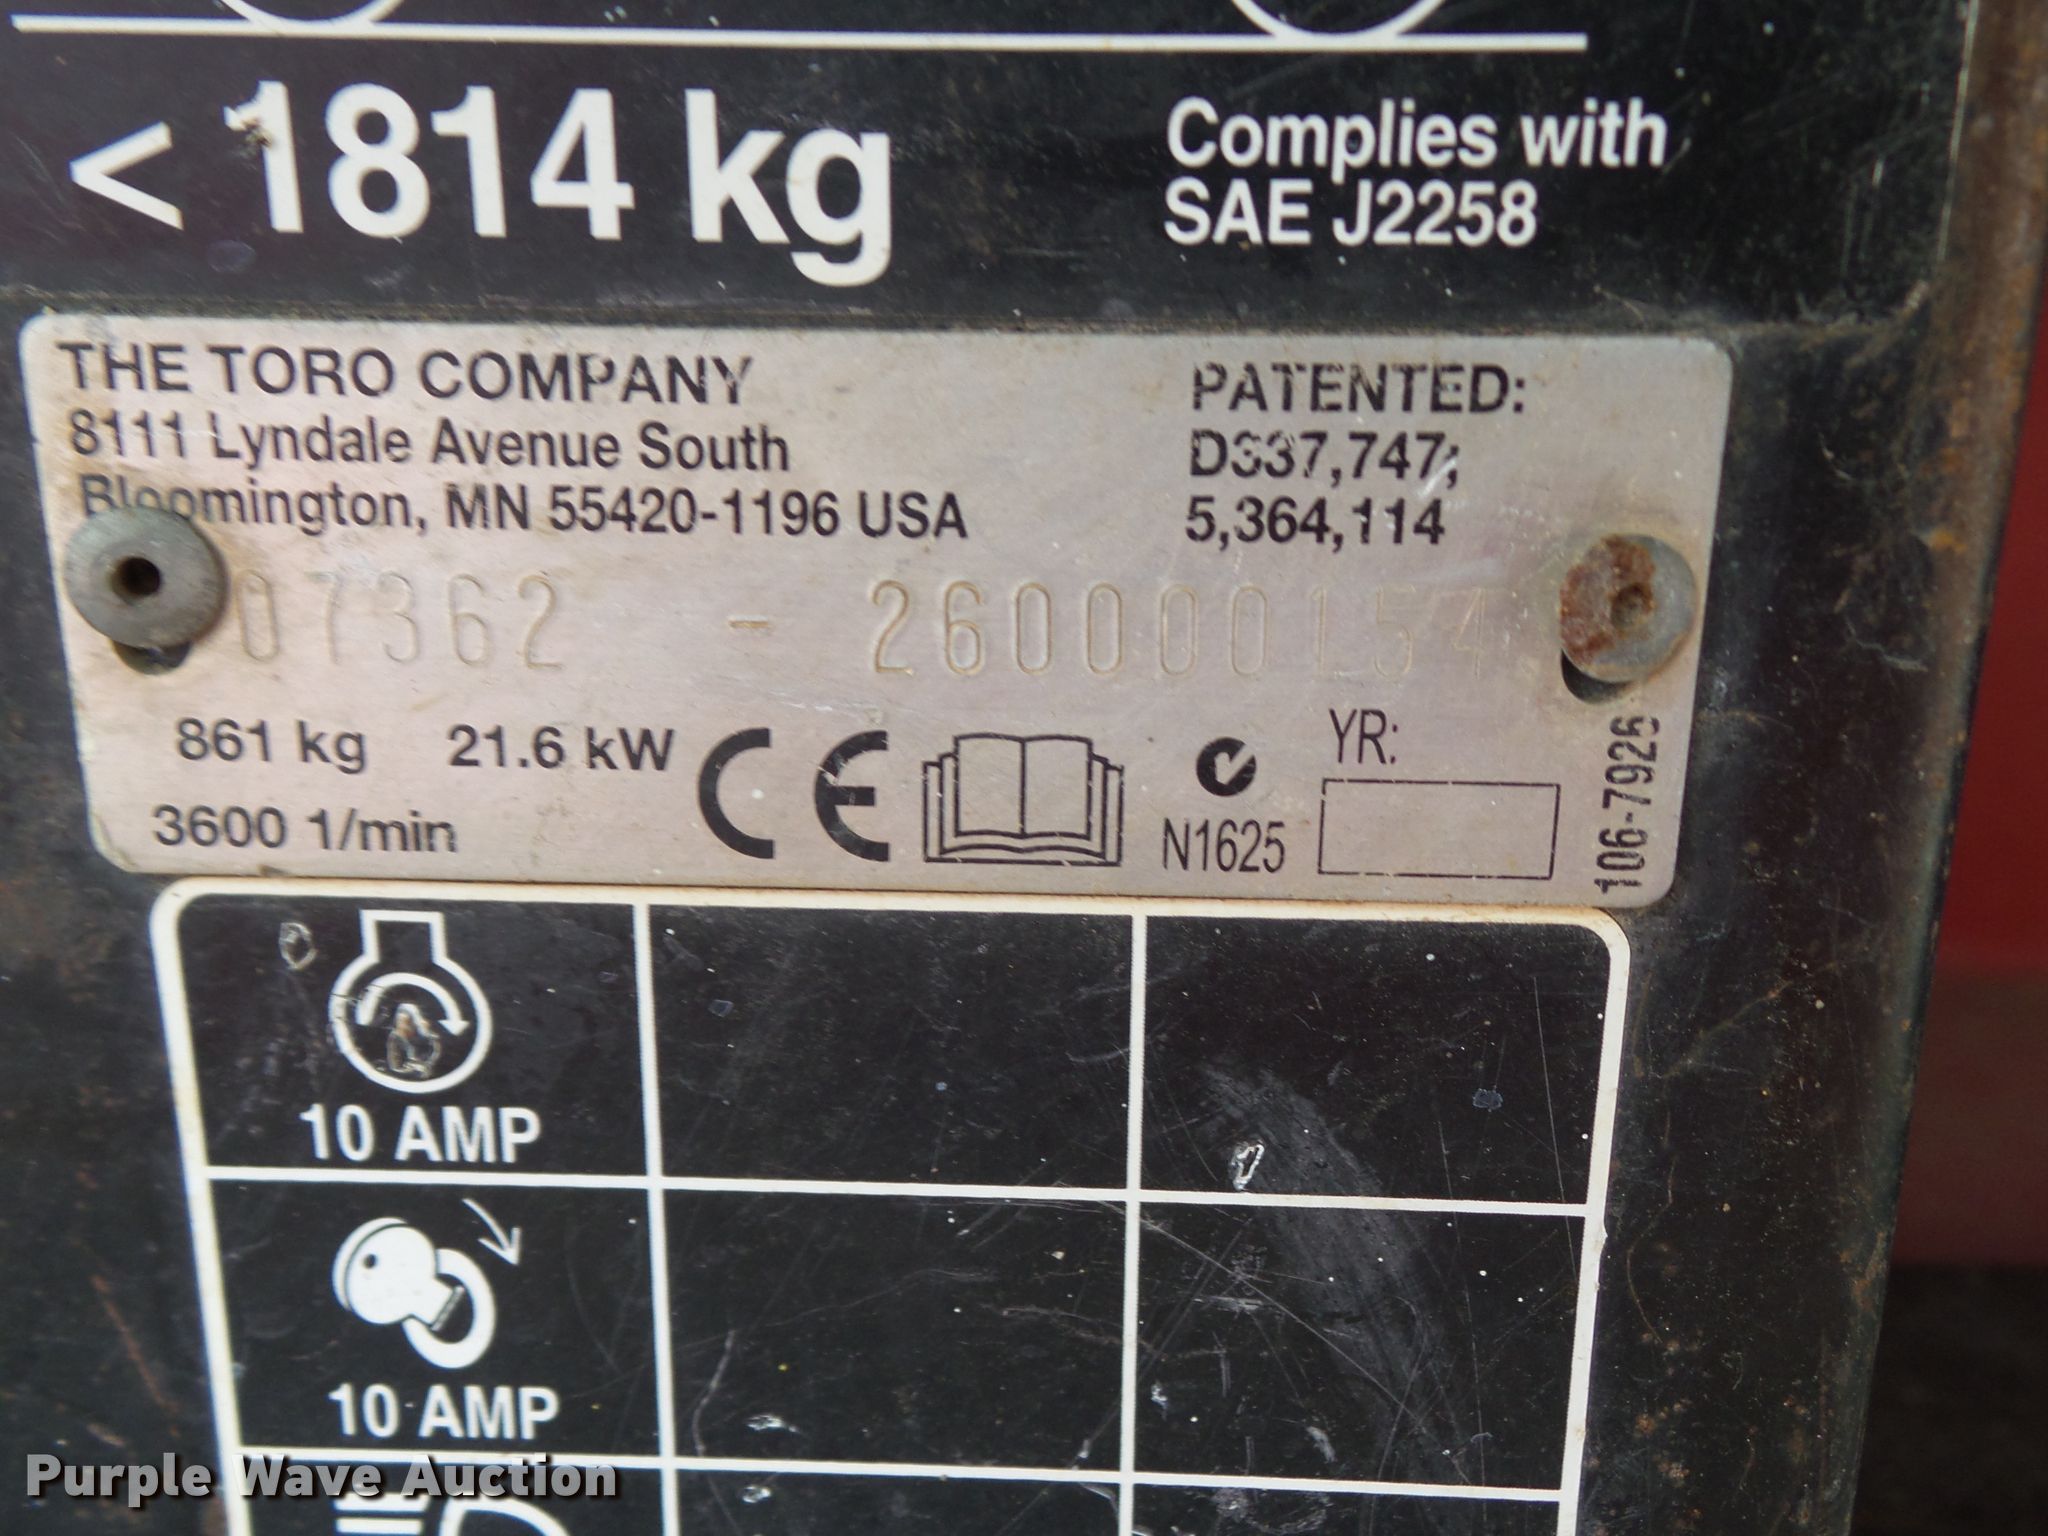 < 1814 kg
Complies with
SAE J2258
THE TORO COMPANY
8111 Lyndale Avenue South
Bloomington, MN 55420-1196 USA
PATENTED:
D337,747;
5,364,114
07362 - 260000154
861 kg 21.6 kW
3600 1/min
CE
N1625
YR:
106-7926
10 AMP
10 AMP
Purple Wave Auction